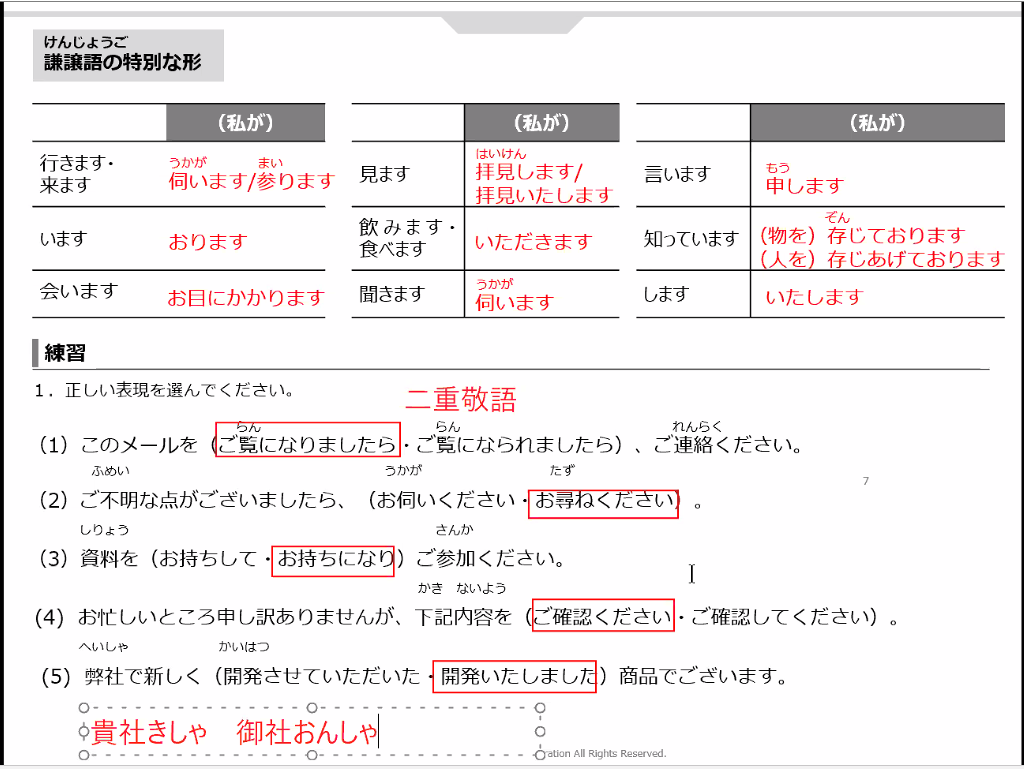 けんじょうご
謙譲語の特別な形
（私が）
（私が）
（私が）
行きます・
来ます
うかが まい
伺います/参ります
見ます
はいけん
拝見します/
拝見いたします
言います
もう
申します
います
おります
飲みます・
食べます
いただきます
知っています
ぞん
（物を）存じております
（人を）存じあげております
会います
お目にかかります
聞きます
うかが
伺います
します
いたします
練習
1．正しい表現を選んでください。
二重敬語
らん らん れんらく
（1）このメールを（ご覧になりましたら・ご覧になられましたら）、ご連絡ください。
ふめい うかが たず
（2）ご不明な点がございましたら、（お伺いください・お尋ねください）。
7
しりょう さんか
（3）資料を（お持ちして・お持ちになり）ご参加ください。
かき ないよう
（4）お忙しいところ申し訳ありませんが、下記内容を（ご確認ください・ご確認してください）。
へいしゃ かいはつ
（5）弊社で新しく（開発させていただいた・開発いたしました）商品でございます。
貴社きしゃ 御社おんしゃ
ration All Rights Reserved.